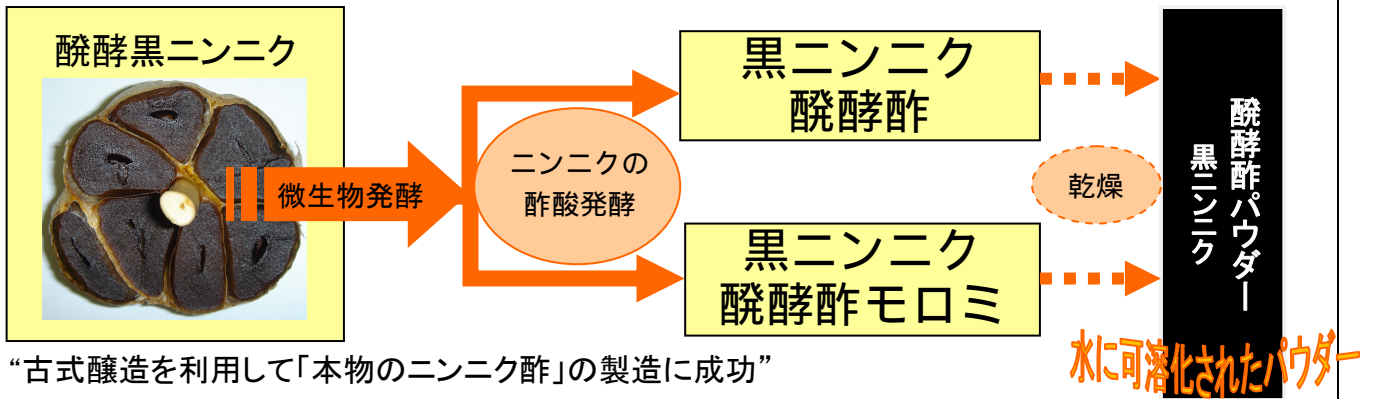 醗酵黒ニンニク
微生物発酵
ニンニクの
酢酸発酵
黒ニンニク
醗酵酢
黒ニンニク
醗酵酢モロミ
乾燥
黒ニンニク
醗酵酢パウダー
水に可溶化されたパウダー
“古式醸造を利用して「本物のニンニク酢」の製造に成功”